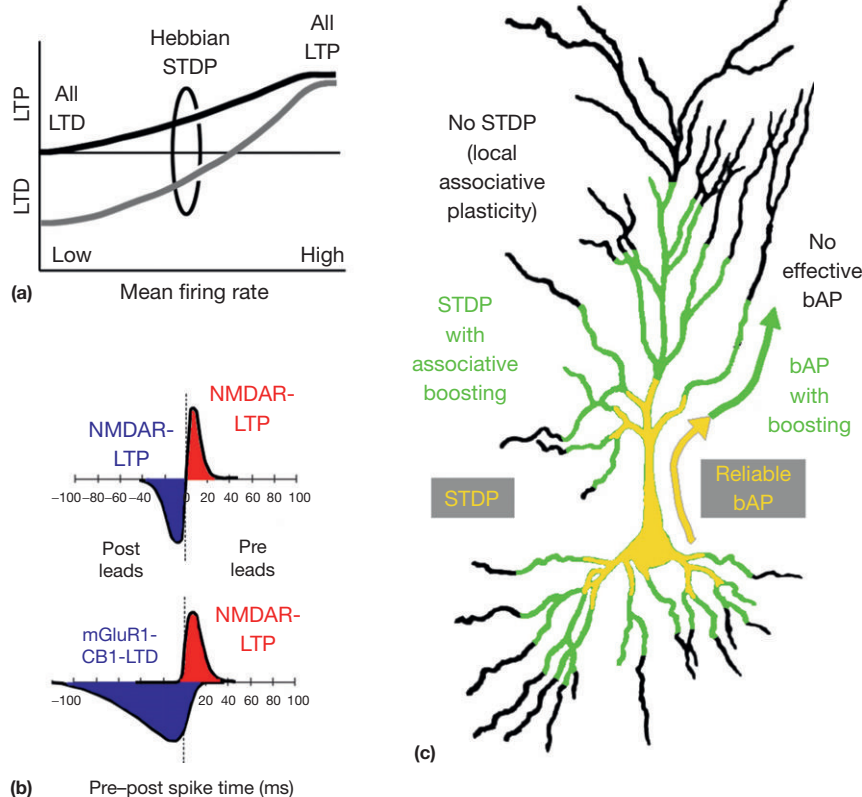 All
LTP
Hebbian
STDP
All
LTD
LTP
LTD
Low
High
(a)
Mean firing rate
NMDAR-
LTP
NMDAR-
LTP
−100 −80 −60 −40 0 20 40 60 80 100
Post
leads
Pre
leads
mGluR1-
CB1-LTD
NMDAR-
LTP
−100
20 40 60 80 100
(b)
Pre–post spike time (ms)
No STDP
(local
associative
plasticity)
No
effective
bAP
STDP
with
associative
boosting
bAP
with
boosting
STDP
Reliable
bAP
(c)